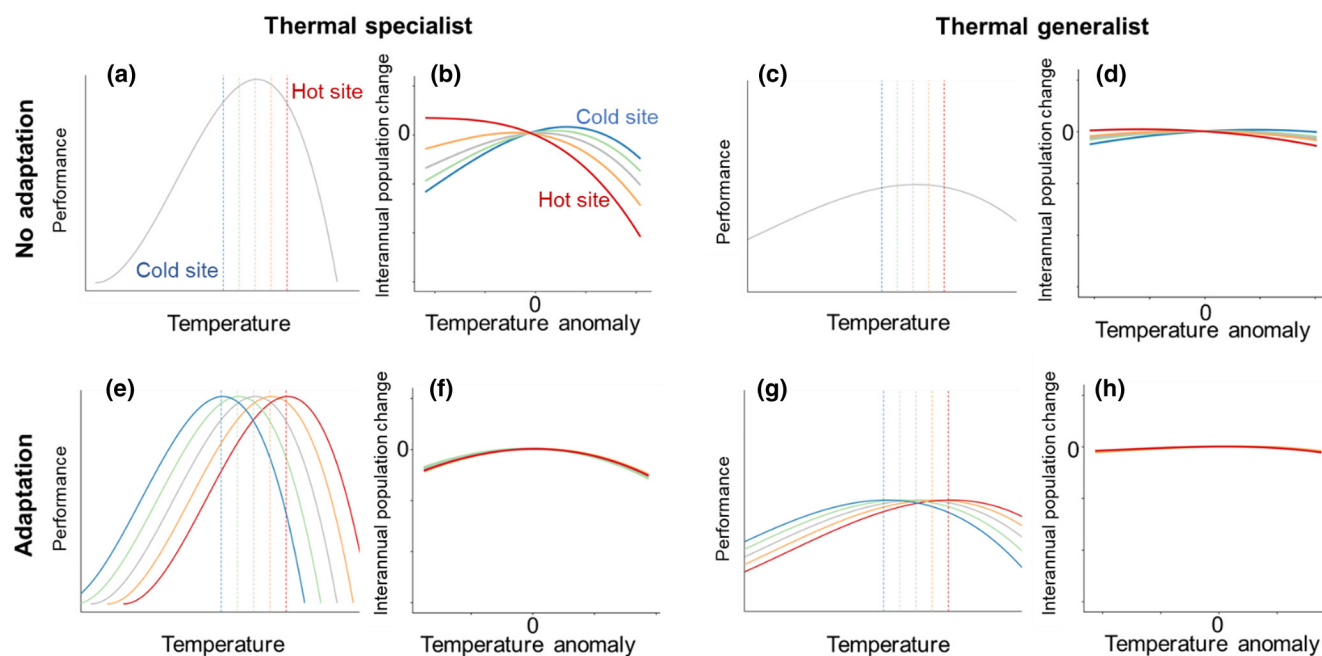 Thermal specialist
Thermal generalist
No adaptation
(a)
Performance
Hot site
Cold site
Temperature
(b)
Interannual population change
0
Cold site
Hot site
0
Temperature anomaly
(c)
Performance
Temperature
(d)
Interannual population change
0
0
Temperature anomaly
Adaptation
(e)
Performance
Temperature
(f)
Interannual population change
0
0
Temperature anomaly
(g)
Performance
Temperature
(h)
Interannual population change
0
0
Temperature anomaly